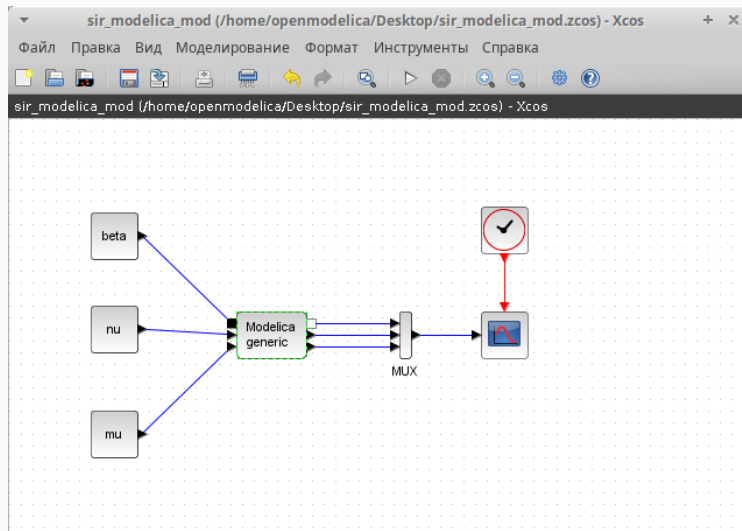 sir_modelica_mod (/home/openmodelica/Desktop/sir_modelica_mod.zcos) - Xcos
Файл Правка Вид Моделирование Формат Инструменты Справка
sir_modelica_mod (/home/openmodelica/Desktop/sir_modelica_mod.zcos) - Xcos
beta
nu
Modelica
generic
MUX
mu